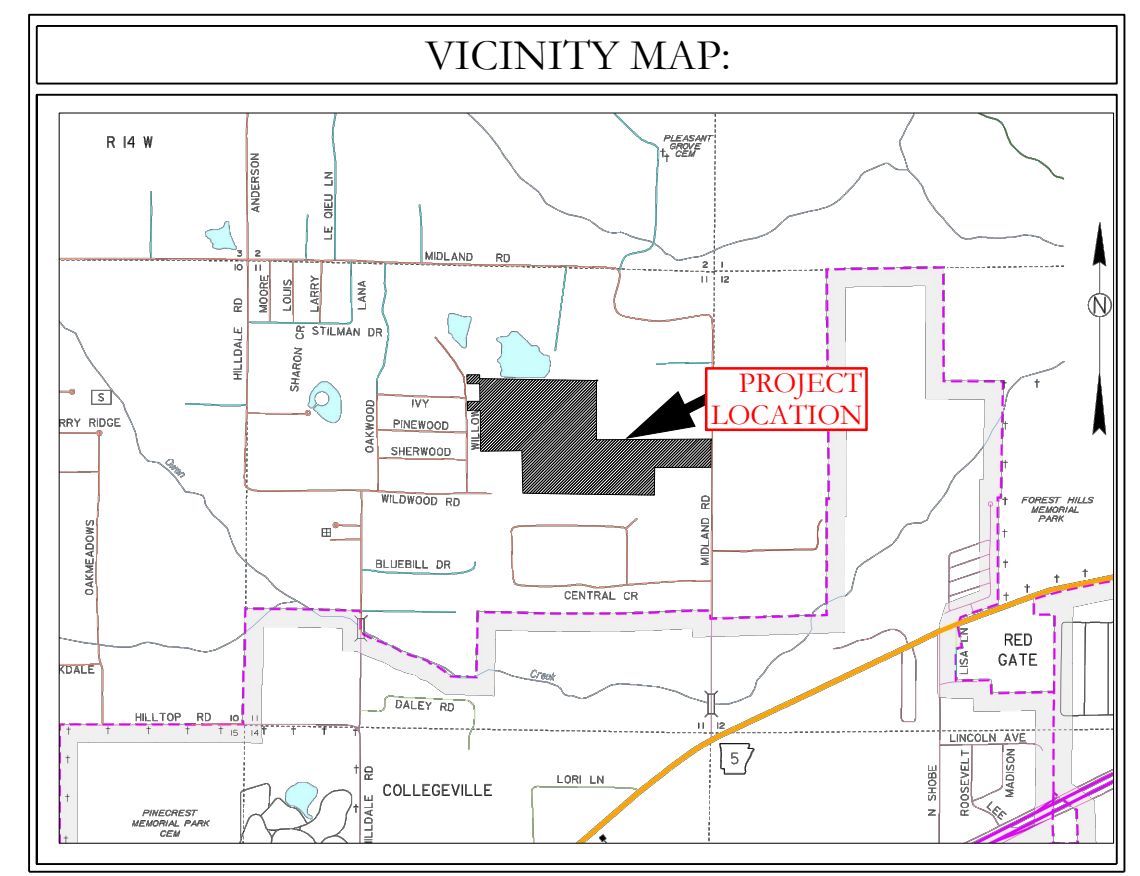 VICINITY MAP:
R 14 W
PLEASANT
GROVE
CEM
ANDERSON
LE QIEU LN
MIDLAND RD
3 2
10 11
2 1
11 12
HILLDALE RD
MOORE
LOUIS
LARRY
LANA
STILMAN DR
SHARON CR
N
S
RRY RIDGE
OAKWOOD
IVY
PINEWOOD
SHERWOOD
WILLOW
PROJECT
LOCATION
WILDWOOD RD
Owen
OAKMEADOWS
MIDLAND RD
FOREST HILLS
MEMORIAL
PARK
BLUEBILL DR
CENTRAL CR
LISA LN
RED
GATE
KDALE
Creek
DALEY RD
HILLTOP RD
10 11
15 14
11 12
5
LINCOLN AVE
N SHOBE
ROOSEVELT
MADISON
LEE
LORI LN
COLLEGEVILLE
ILLDALE RD
PINECREST
MEMORIAL PARK
CEM